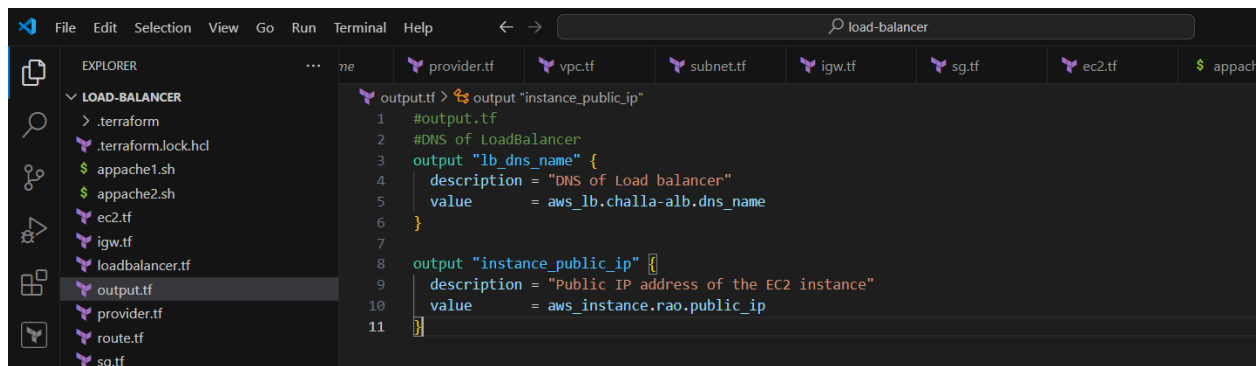 File Edit Selection View Go Run Terminal Help ← → load-balancer
EXPLORER ···
LOAD-BALANCER
> .terraform
.terraform.lock.hcl
$ appache1.sh
$ appache2.sh
ec2.tf
igw.tf
loadbalancer.tf
output.tf
provider.tf
route.tf
sg.tf
me provider.tf vpc.tf subnet.tf igw.tf sg.tf ec2.tf $ appach
output.tf > output "instance_public_ip"
1 #output.tf
2 #DNS of LoadBalancer
3 output "lb_dns_name" {
4 description = "DNS of Load balancer"
5 value = aws_lb.challa-alb.dns_name
6 }
7
8 output "instance_public_ip" {
9 description = "Public IP address of the EC2 instance"
10 value = aws_instance.rao.public_ip
11 }